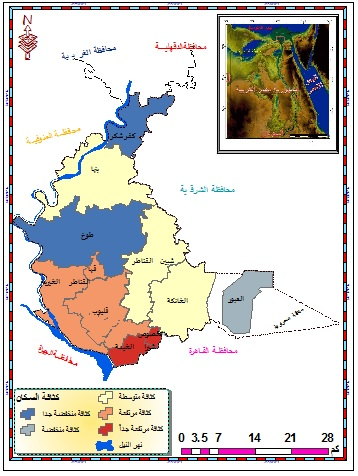 محافظة الغربية
محافظة الدقهلية
محافظة المنوفية
كفر شكر
بنها
محافظة الشرقية
طوخ
شبين
القناطر
قها
القناطر
الخيرية
قليوب
الخانكة
العبور
الخصوص
شبرا
الخيمة
محافظة القاهرة
محافظة الجيزة
كثافة السكان
كثافة متوسطة
كثافة منخفضة جداً
كثافة مرتفعة
كثافة منخفضة
كثافة مرتفعة جداً
نهر النيل
0 3.5 7 14 21 28
كم